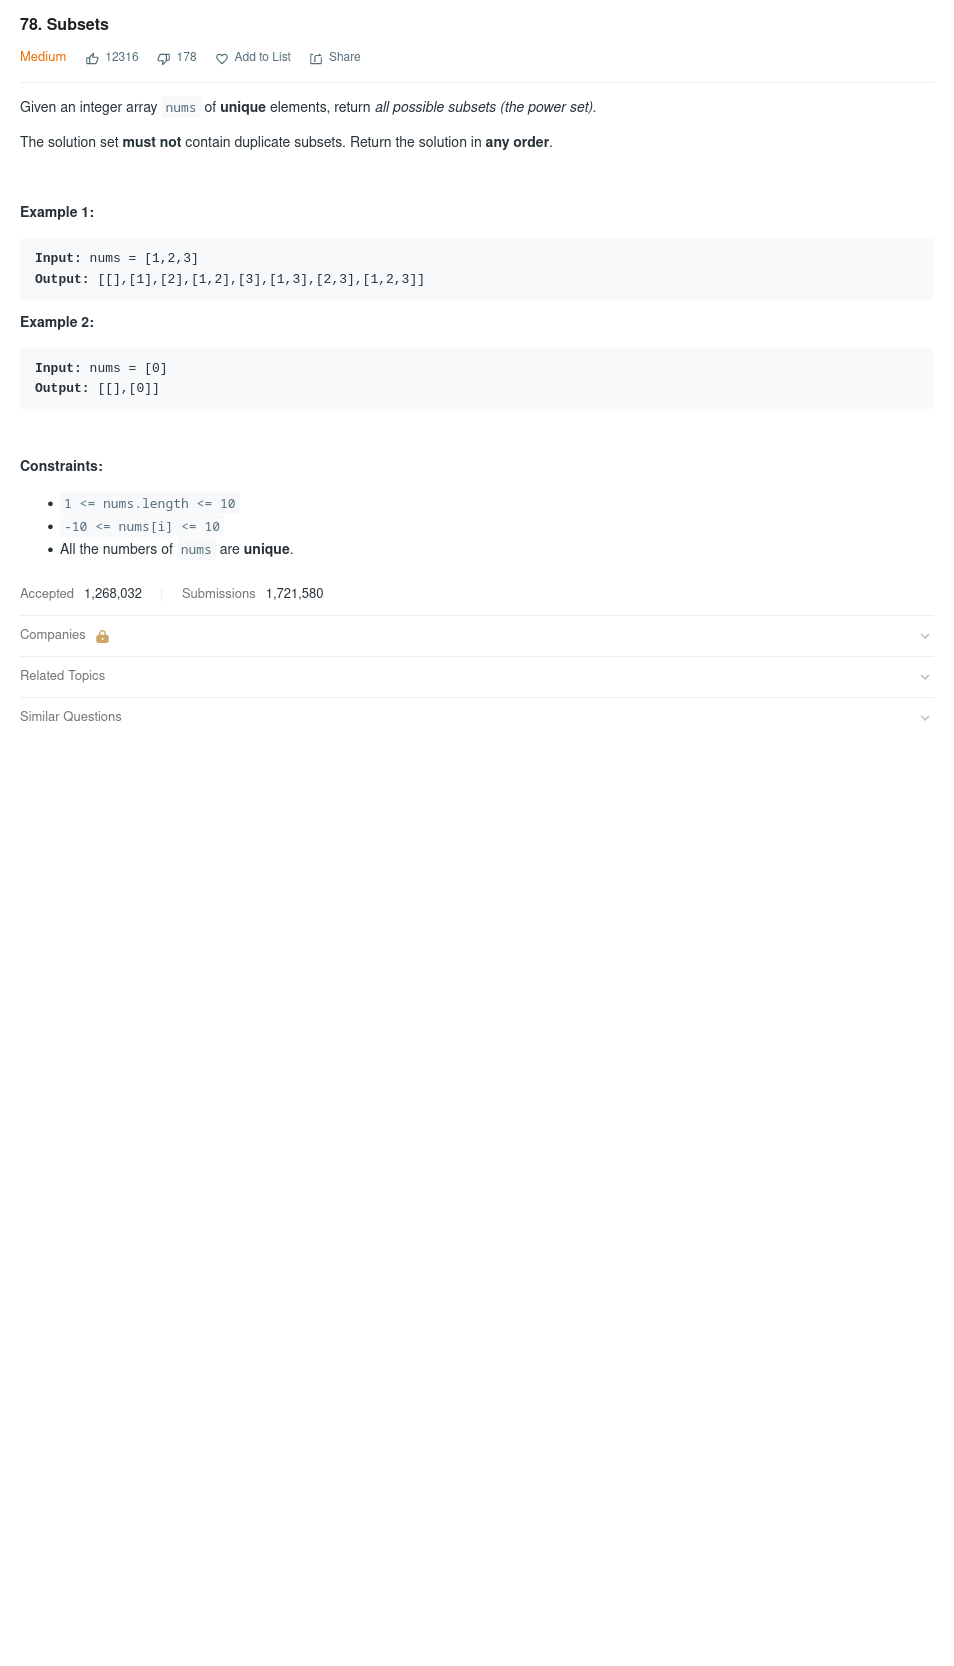 78. Subsets
Medium 12316 178 Add to List Share
Given an integer array nums of unique elements, return all possible subsets (the power set).
The solution set must not contain duplicate subsets. Return the solution in any order.
Example 1:
Input: nums = [1,2,3]
Output: [[],[1],[2],[1,2],[3],[1,3],[2,3],[1,2,3]]
Example 2:
Input: nums = [0]
Output: [[],[0]]
Constraints:
• 1 <= nums.length <= 10
• -10 <= nums[i] <= 10
• All the numbers of nums are unique.
Accepted 1,268,032 Submissions 1,721,580
Companies
Related Topics
Similar Questions